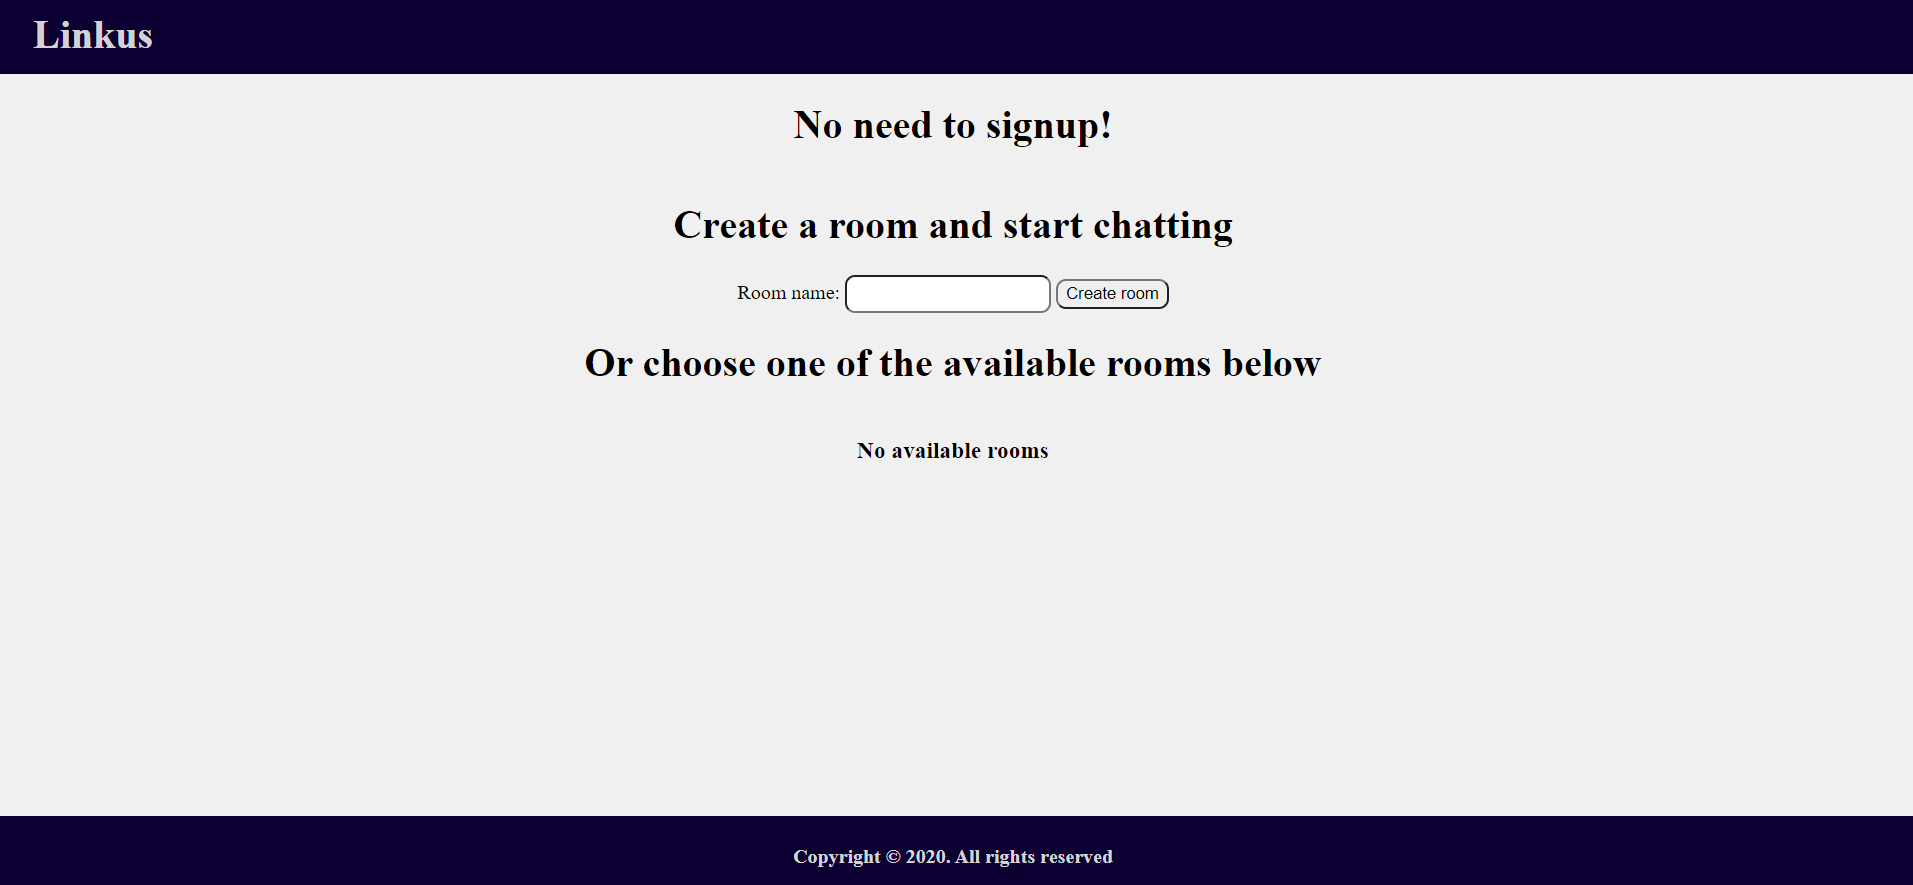 Linkus
No need to signup!
Create a room and start chatting
Room name: Create room
Or choose one of the available rooms below
No available rooms
Copyright © 2020. All rights reserved